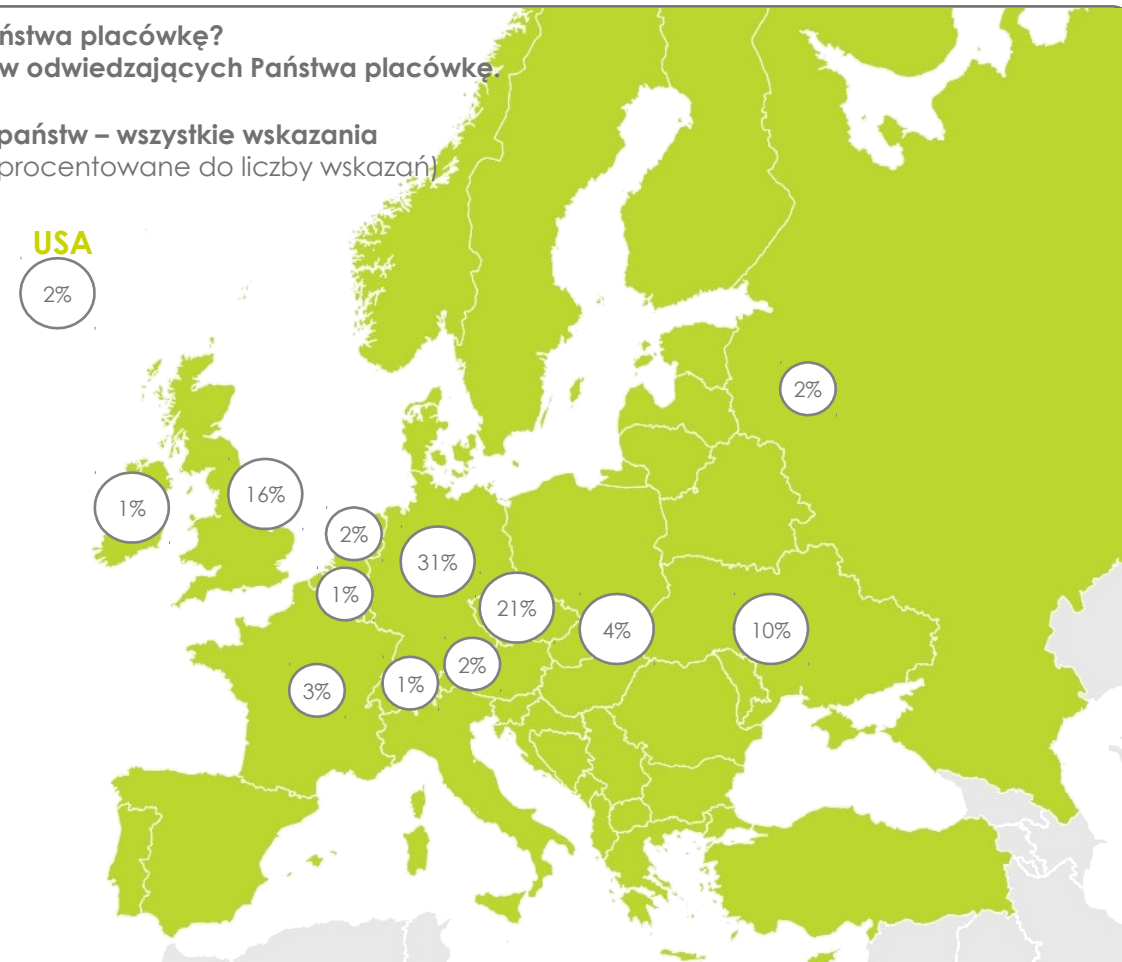 ństwa placówkę?
w odwiedzających Państwa placówkę.
państw – wszystkie wskazania
procentowane do liczby wskazań)
USA
2%
2%
1%
16%
2%
31%
1%
21%
4%
10%
2%
1%
3%